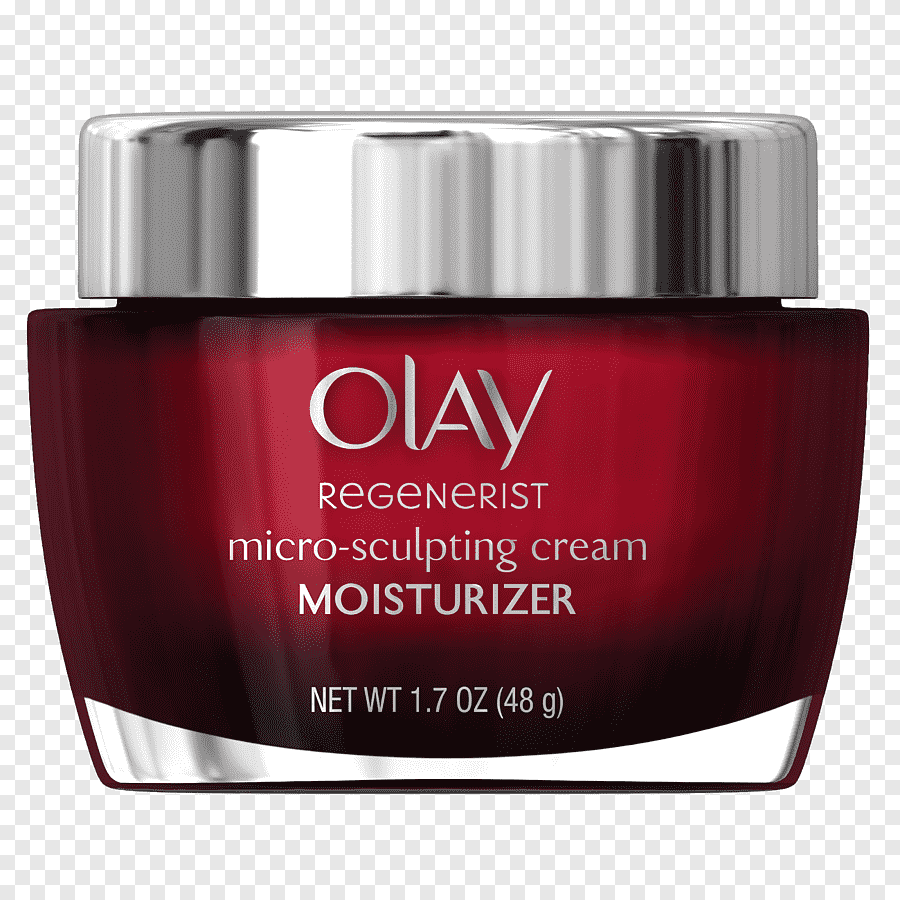 OLAY
REGENERIST
micro-sculpting cream
MOISTURIZER
NET WT 1.7 OZ (48 g)